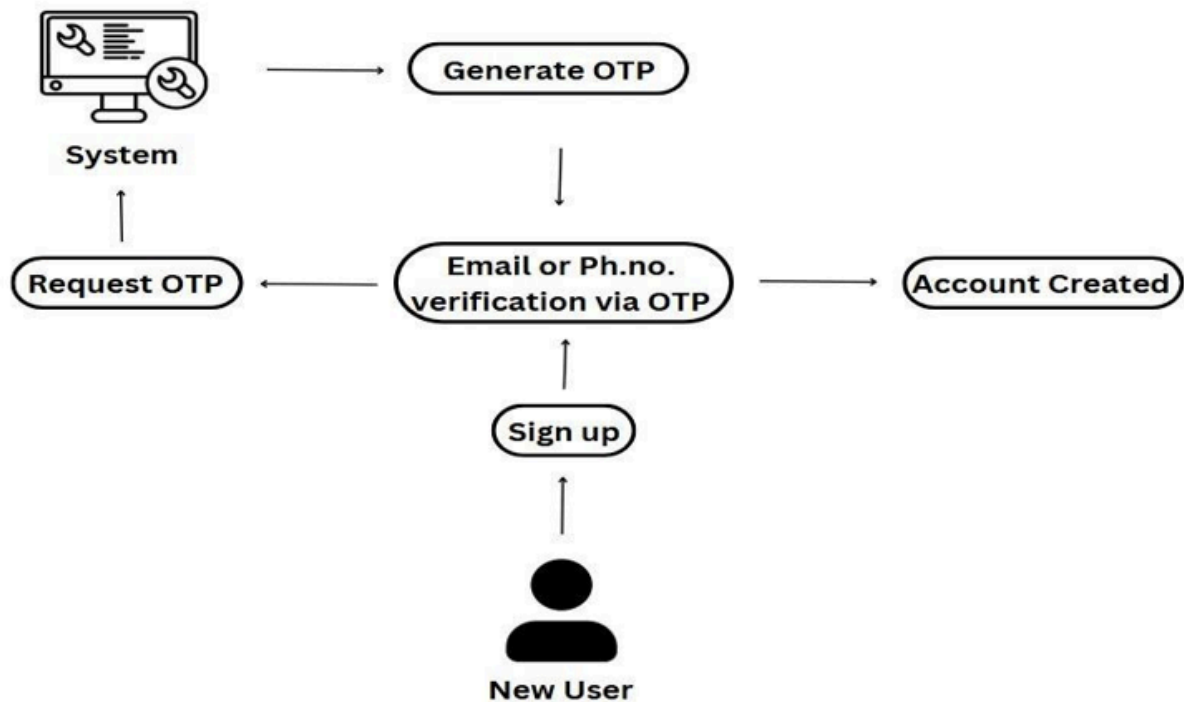 Generate OTP
System
Request OTP
Email or Ph.no.
verification via OTP
Account Created
Sign up
New User